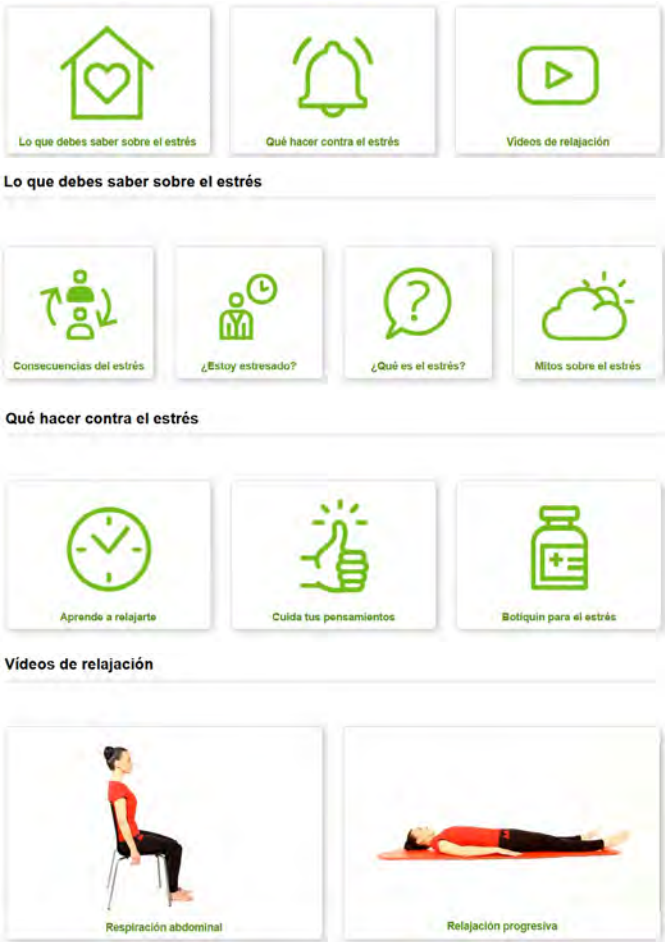 Lo que debes saber sobre el estrés
Qué hacer contra el estrés
Vídeos de relajación
Lo que debes saber sobre el estrés
Consecuencias del estrés
¿Estoy estresado?
¿Qué es el estrés?
Mitos sobre el estrés
Qué hacer contra el estrés
Aprende a relajarte
Cuida tus pensamientos
Botiquín para el estrés
Vídeos de relajación
Respiración abdominal
Relajación progresiva